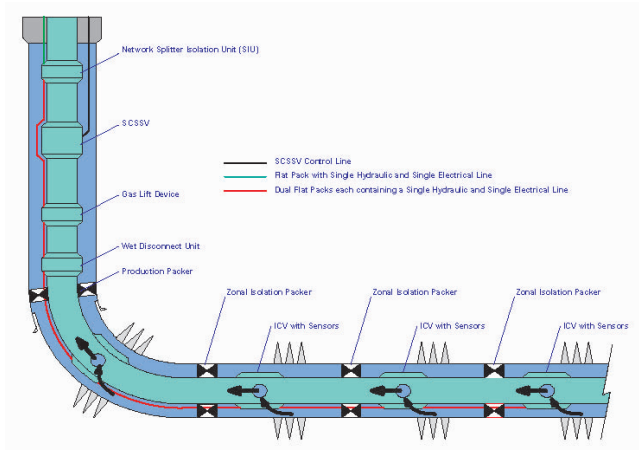 Network Splitter Isolation Unit (SIU)
SCSSV
SCSSV Control Line
Flat Pack with Single Hydraulic and Single Electrical Line
Dual Flat Packs each containing a Single Hydraulic and Single Electrical Line
Gas Lift Device
Wet Disconnect Unit
Production Packer
Zonal Isolation Packer
Zonal Isolation Packer
Zonal Isolation Packer
ICV with Sensors
ICV with Sensors
ICV with Sensors